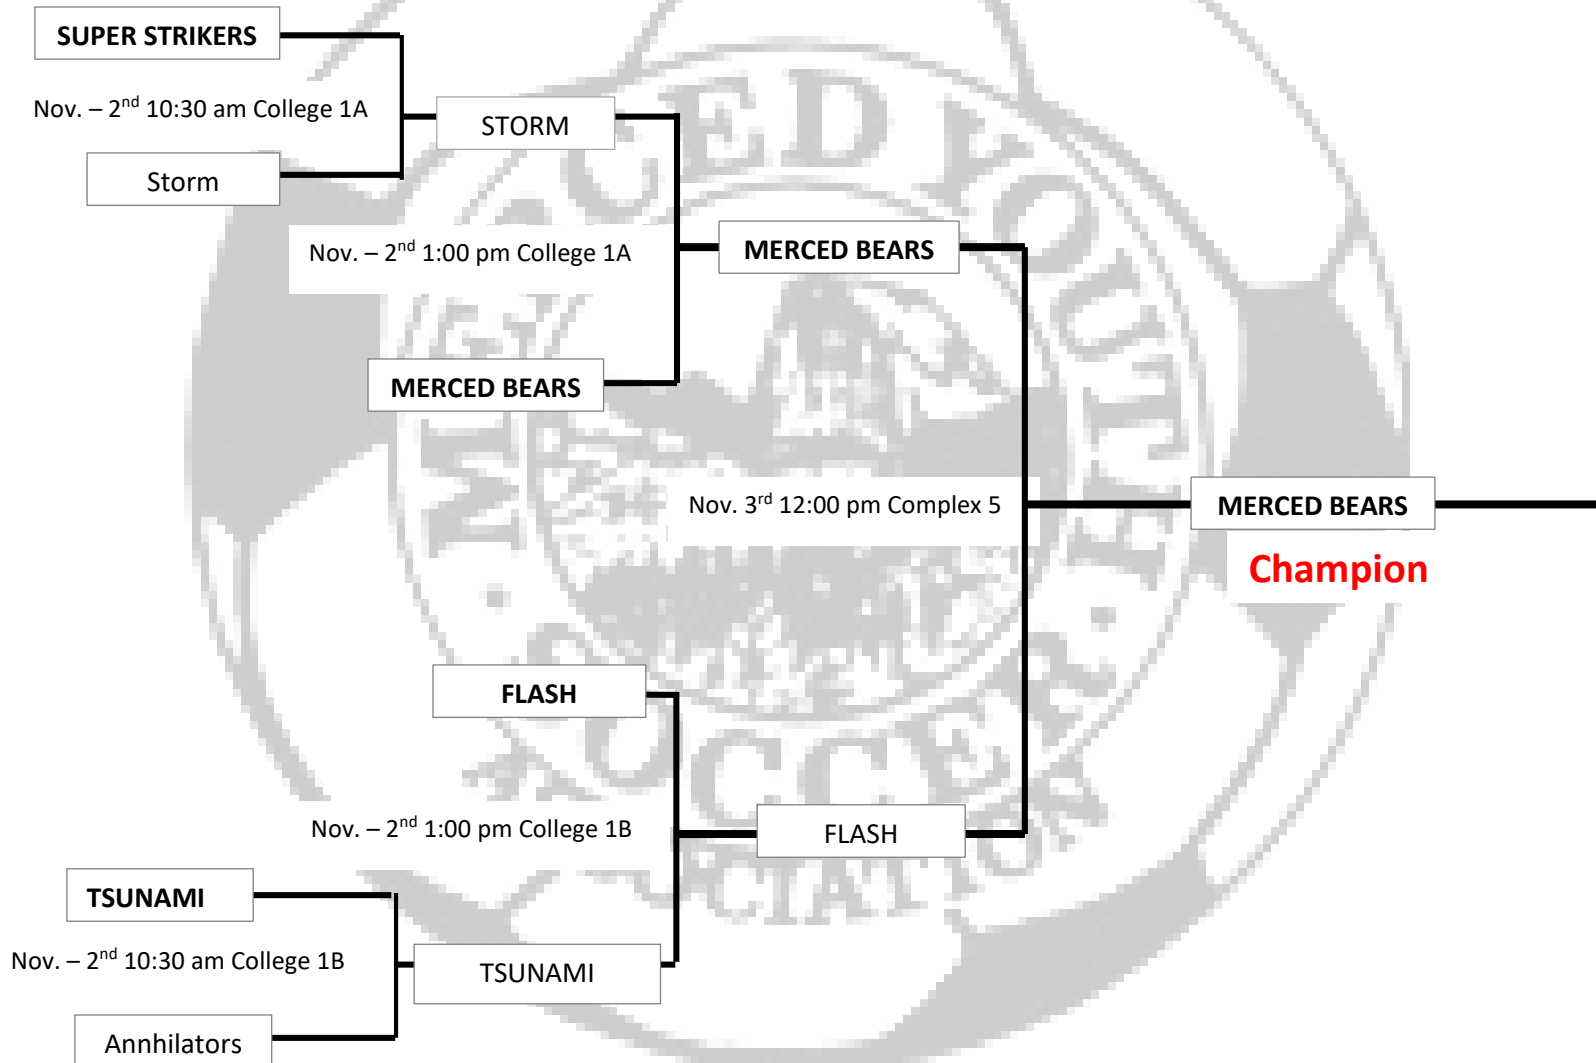 SUPER STRIKERS
Nov. – 2nd 10:30 am College 1A
STORM
Storm
Nov. – 2nd 1:00 pm College 1A
MERCED BEARS
MERCED BEARS
Nov. 3rd 12:00 pm Complex 5
MERCED BEARS
Champion
FLASH
Nov. – 2nd 1:00 pm College 1B
FLASH
TSUNAMI
Nov. – 2nd 10:30 am College 1B
TSUNAMI
Annhilators
YOUTH
SOCCER